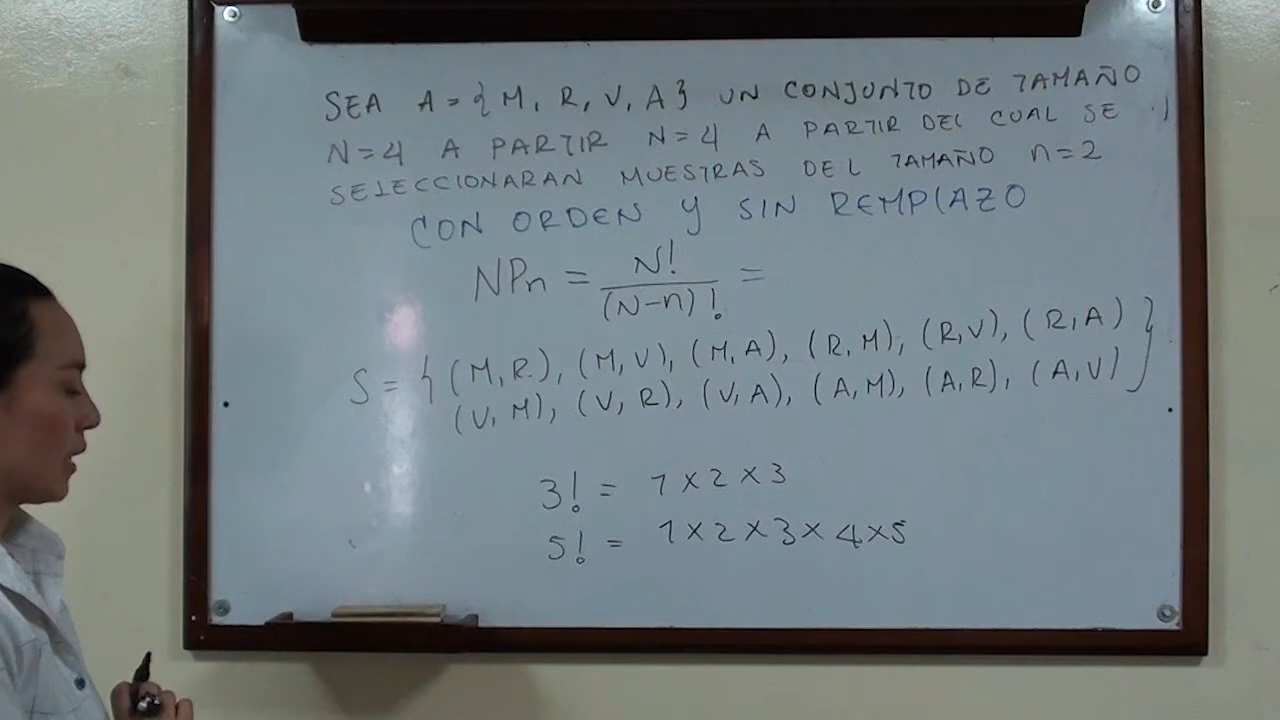 SEA A = { M, R, V, A } UN CONJUNTO DE TAMAÑO
N=4 A PARTIR N=4 A PARTIR DEL CUAL SE
SELECCIONARAN MUESTRAS DEL TAMAÑO n=2
CON ORDEN Y SIN REMPLAZO
NPn = N! / (N-n)! =
S = { (M,R), (M,V), (M,A), (R,M), (R,V), (R,A)
(V,M), (V,R), (V,A), (A,M), (A,R), (A,V) }
3! = 1 X 2 X 3
5! = 1 X 2 X 3 X 4 X 5